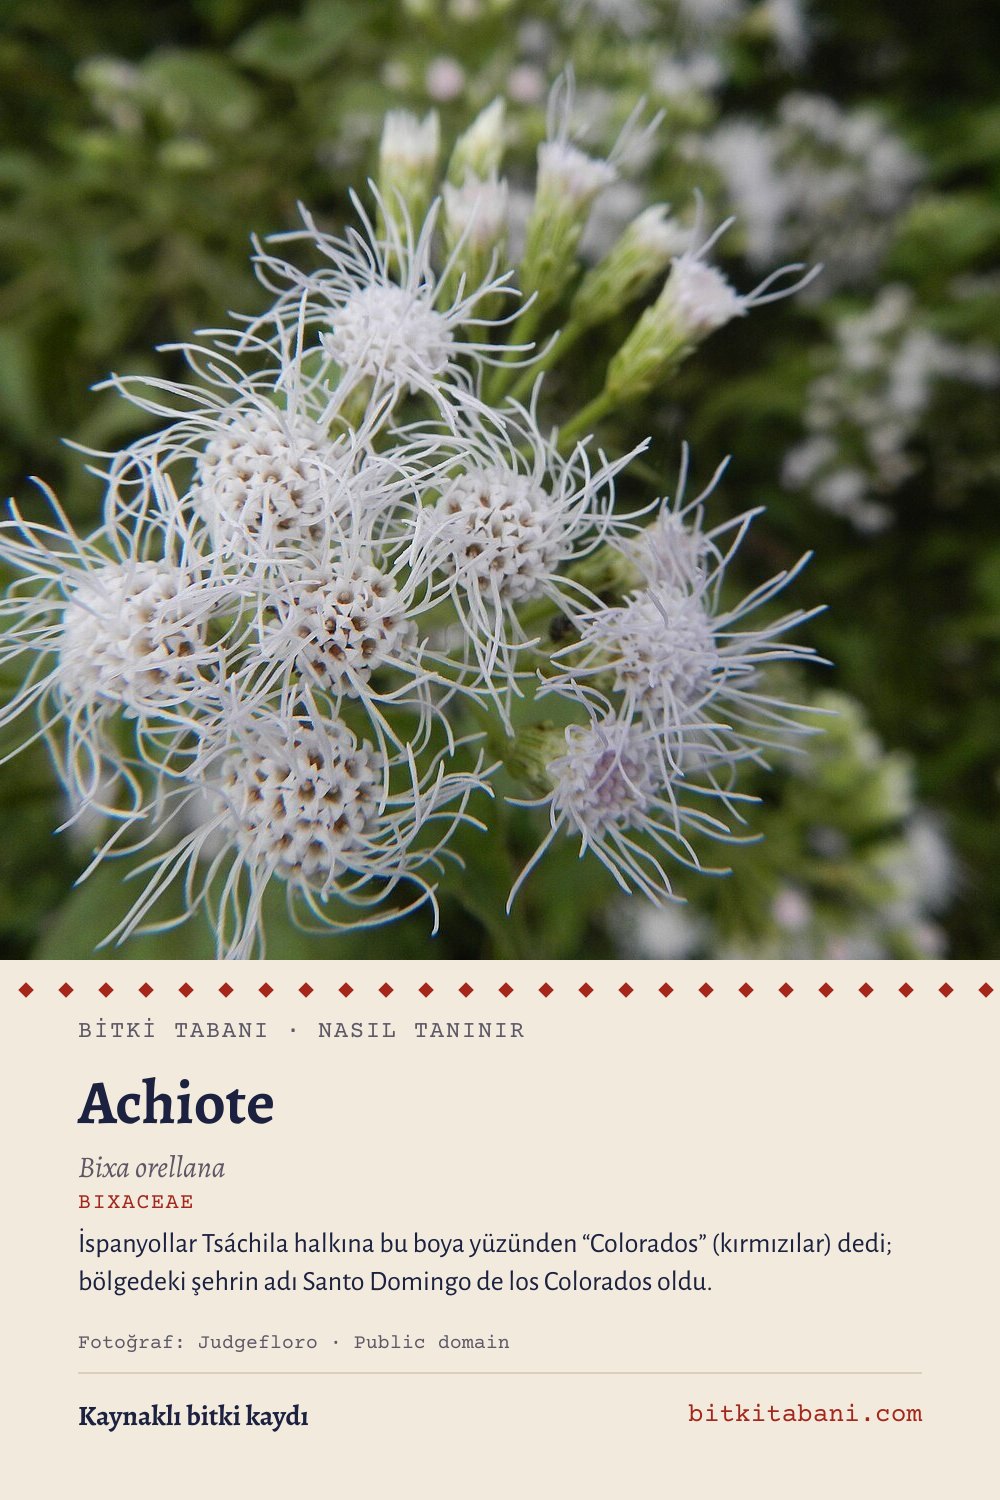 BİTKİ TABANI · NASIL TANINIR
Achiote
Bixa orellana
BIXACEAE
İspanyollar Tsáchila halkına bu boya yüzünden “Colorados” (kırmızılar) dedi;
bölgedeki şehrin adı Santo Domingo de los Colorados oldu.
Fotoğraf: Judgefloro · Public domain
Kaynaklı bitki kaydı
bitkitabani.com